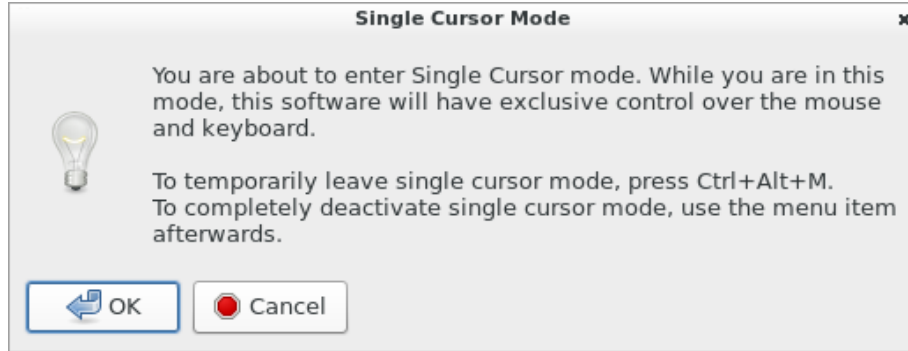 Single Cursor Mode
You are about to enter Single Cursor mode. While you are in this
mode, this software will have exclusive control over the mouse
and keyboard.
To temporarily leave single cursor mode, press Ctrl+Alt+M.
To completely deactivate single cursor mode, use the menu item
afterwards.
OK
Cancel